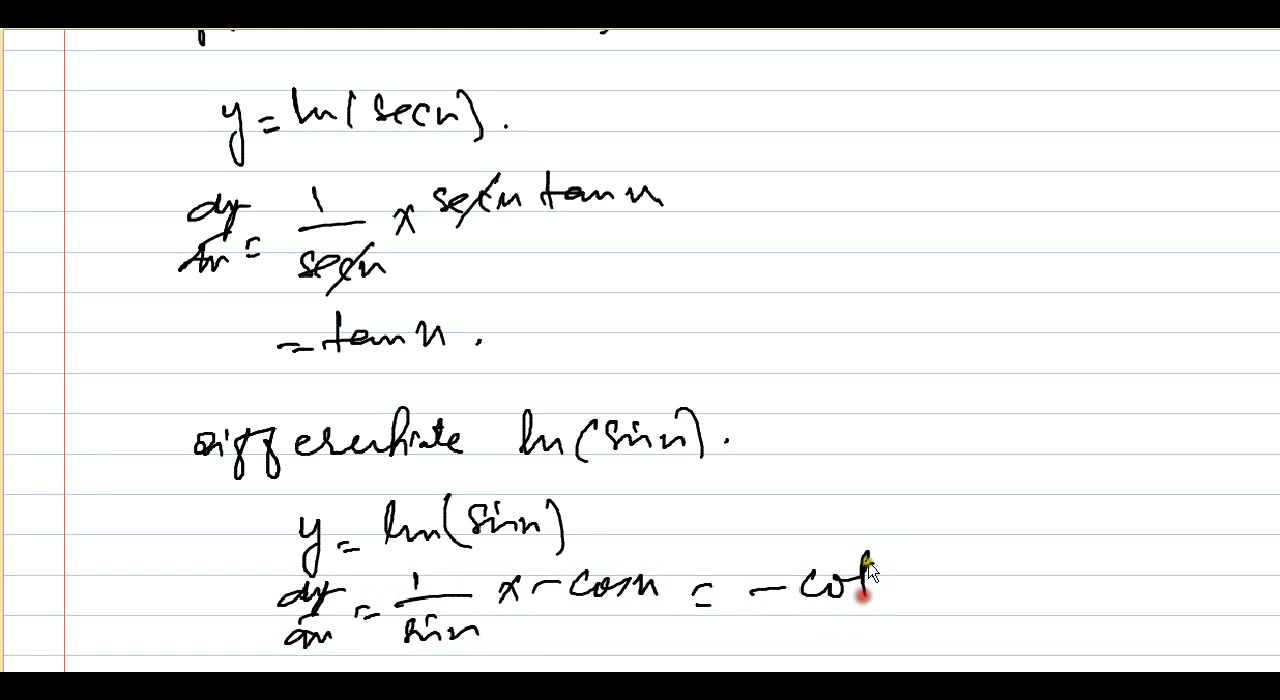 y = ln(secx).
dy/dx = 1/secx x secx tanx
= tanx.
Differentiate ln(sinx).
y = ln(sinx)
dy/dx = 1/sinx x - cosx = - cot